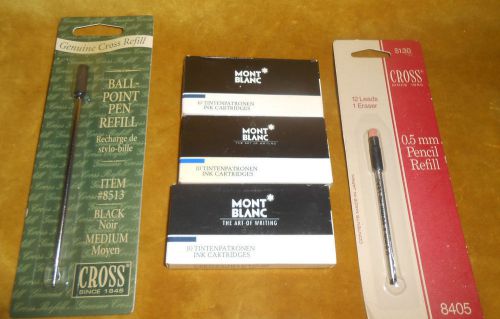 Genuine Cross Refill
BALL-
POINT
PEN
REFILL
Recharge de
stylo-bille
ITEM
#8513
BLACK
Noir
MEDIUM
Moyen
CROSS
SINCE 1846
MONT
BLANC
10 TINTENPATRONEN
INK CARTRIDGES
MONT
BLANC
THE ART OF WRITING
10 TINTENPATRONEN
INK CARTRIDGES
MONT
BLANC
THE ART OF WRITING
10 TINTENPATRONEN
INK CARTRIDGES
CROSS®
SINCE 1846
12 Leads
1 Eraser
0.5 mm
Pencil
Refill
8405